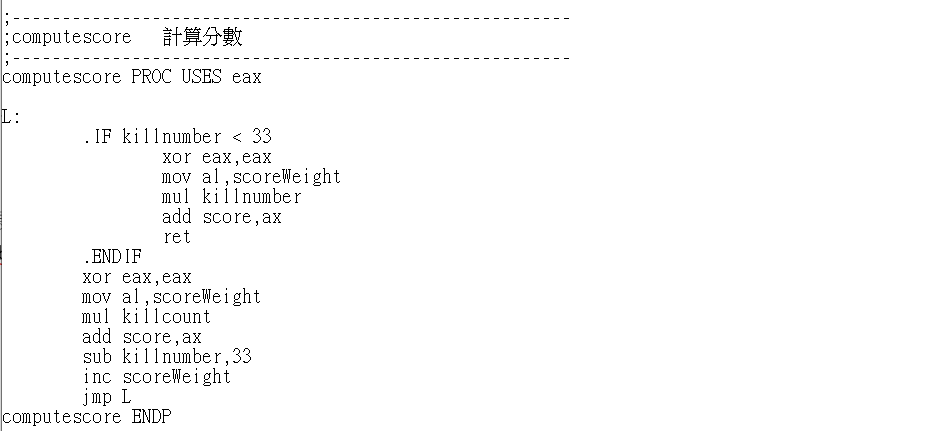 ;-----------------------------------------------------
;computescore   計算分數
;-----------------------------------------------------
computescore PROC USES eax
L:
        .IF killnumber < 33
                xor eax,eax
                mov al,scoreWeight
                mul killnumber
                add score,ax
                ret
        .ENDIF
        xor eax,eax
        mov al,scoreWeight
        mul killcount
        add score,ax
        sub killnumber,33
        inc scoreWeight
        jmp L
computescore ENDP